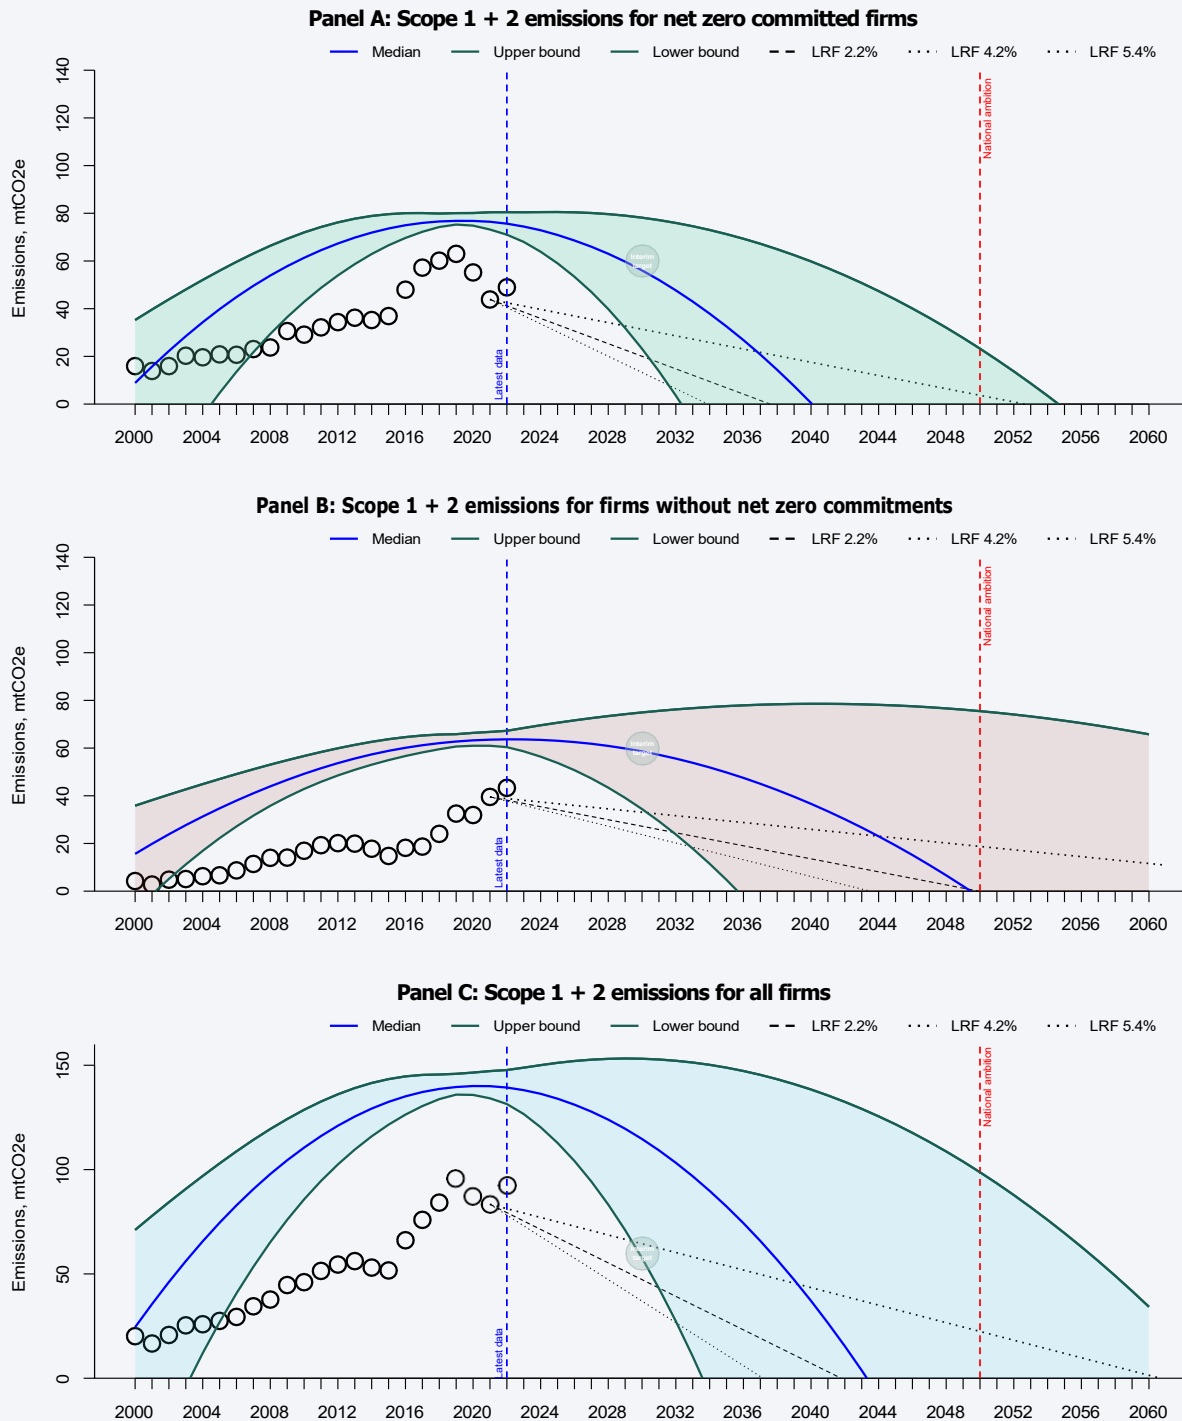 Panel A: Scope 1 + 2 emissions for net zero committed firms
Median Upper bound Lower bound LRF 2.2% LRF 4.2% LRF 5.4%
Emissions, mtCO2e
140
120
100
80
60
40
20
0
National ambition
Interim
target
Latest data
2000 2004 2008 2012 2016 2020 2024 2028 2032 2036 2040 2044 2048 2052 2056 2060
Panel B: Scope 1 + 2 emissions for firms without net zero commitments
Median Upper bound Lower bound LRF 2.2% LRF 4.2% LRF 5.4%
Emissions, mtCO2e
140
120
100
80
60
40
20
0
National ambition
Interim
target
Latest data
2000 2004 2008 2012 2016 2020 2024 2028 2032 2036 2040 2044 2048 2052 2056 2060
Panel C: Scope 1 + 2 emissions for all firms
Median Upper bound Lower bound LRF 2.2% LRF 4.2% LRF 5.4%
Emissions, mtCO2e
150
100
50
0
National ambition
Interim
target
Latest data
2000 2004 2008 2012 2016 2020 2024 2028 2032 2036 2040 2044 2048 2052 2056 2060